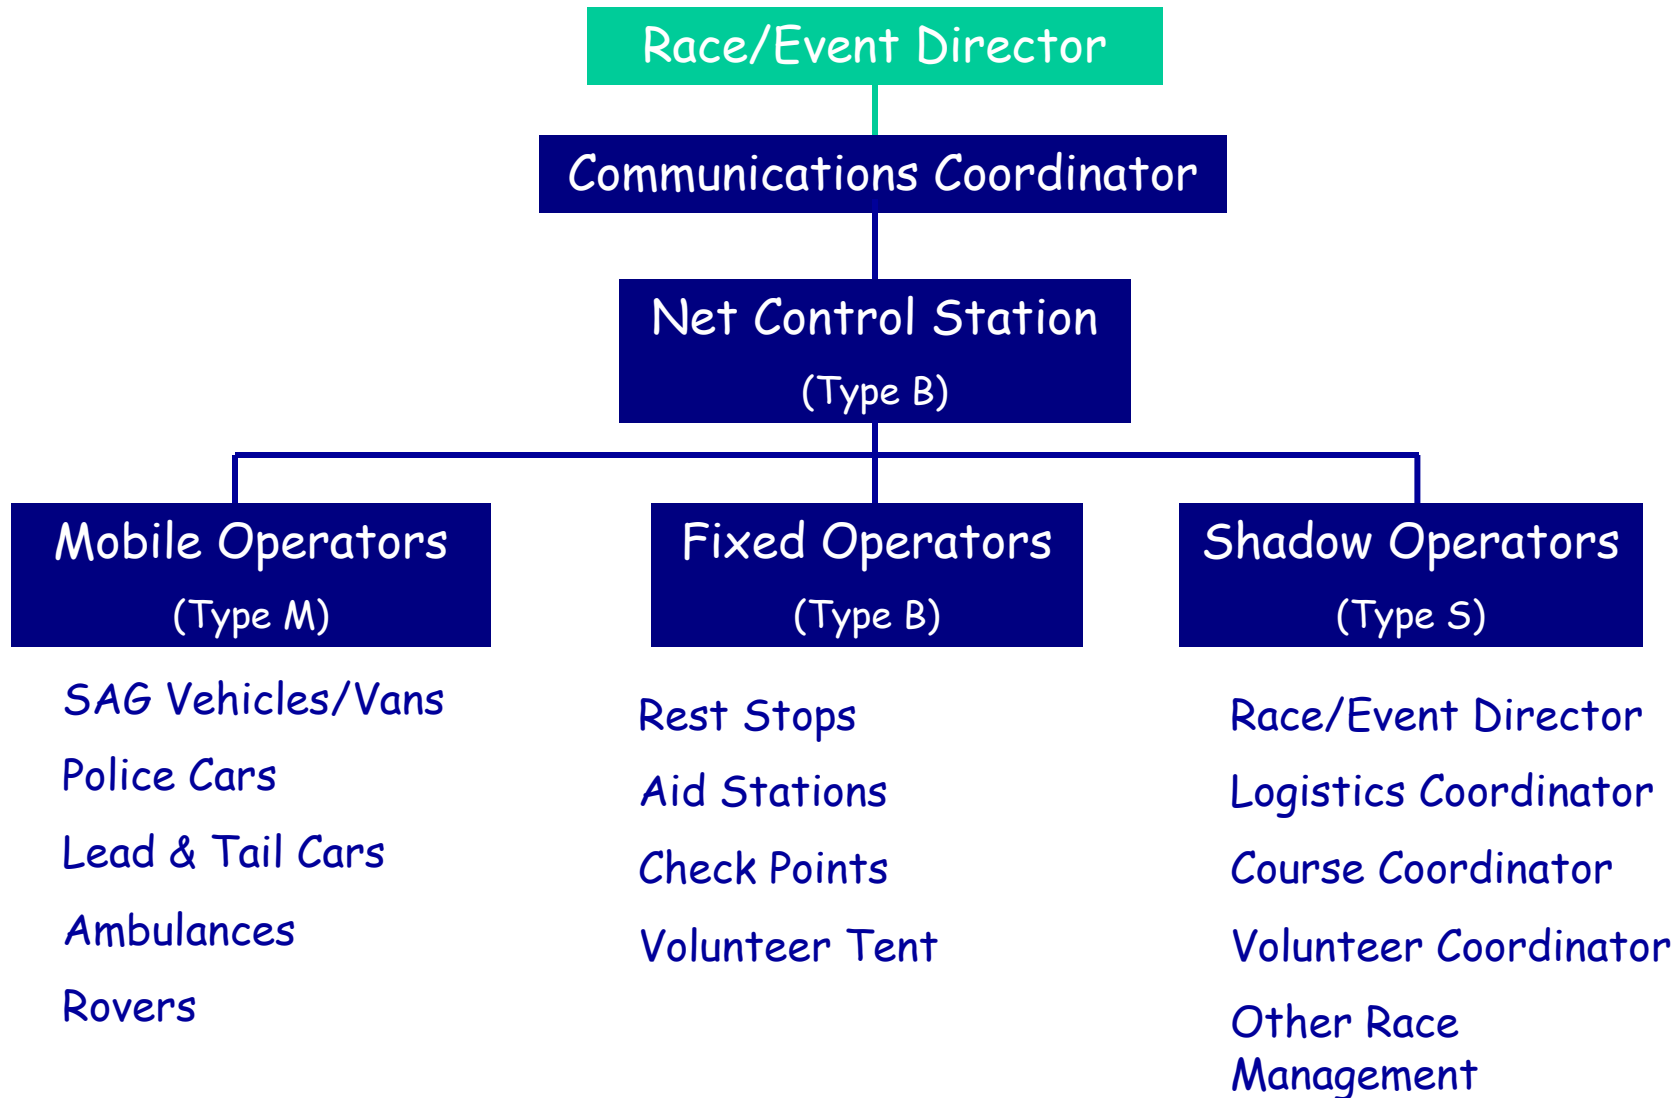 Race/Event Director
Communications Coordinator
Net Control Station
(Type B)
Mobile Operators
(Type M)
SAG Vehicles/Vans
Police Cars
Lead & Tail Cars
Ambulances
Rovers
Fixed Operators
(Type B)
Rest Stops
Aid Stations
Check Points
Volunteer Tent
Shadow Operators
(Type S)
Race/Event Director
Logistics Coordinator
Course Coordinator
Volunteer Coordinator
Other Race
Management